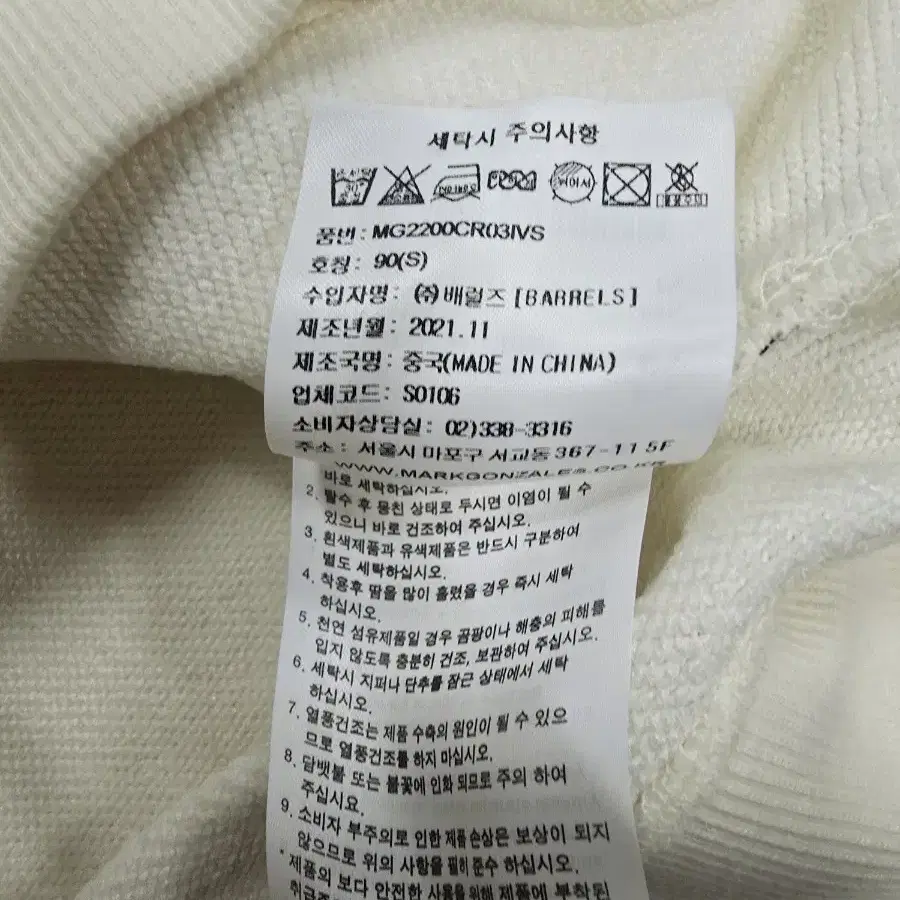 세탁시 주의사항
품번 : MG2200CR03IVS
호칭 : 90(S)
수입자명 : (주)배럴즈 [BARRELS]
제조년월 : 2021.11
제조국명 : 중국(MADE IN CHINA)
업체코드 : S0106
소비자상담실 : 02)338-3316
주소 : 서울시 마포구 서교동 367-11 5F
WWW.MARKGONZALES.CO.KR
바로 세탁하십시오.
2. 탈수 후 뭉친 상태로 두시면 이염이 될 수
있으니 바로 건조하여 주십시오.
3. 흰색제품과 유색제품은 반드시 구분하여
별도 세탁하십시오.
4. 착용후 땀을 많이 흘렸을 경우 즉시 세탁
하십시오.
5. 천연 섬유제품일 경우 곰팡이나 해충의 피해를
입지 않도록 충분히 건조, 보관하여 주십시오.
6. 세탁시 지퍼나 단추를 잠근 상태에서 세탁
하십시오.
7. 열풍건조는 제품 수축의 원인이 될 수 있으
므로 열풍건조를 하지 마십시오.
8. 담뱃불 또는 불꽃에 인화 되므로 주의 하여
주십시요.
9. 소비자 부주의로 인한 제품 손상은 보상이 되지
않으므로 위의 사항을 필히 준수 하십시오.
* 제품의 보다 안전한 사용을 위해 제품에 부착된